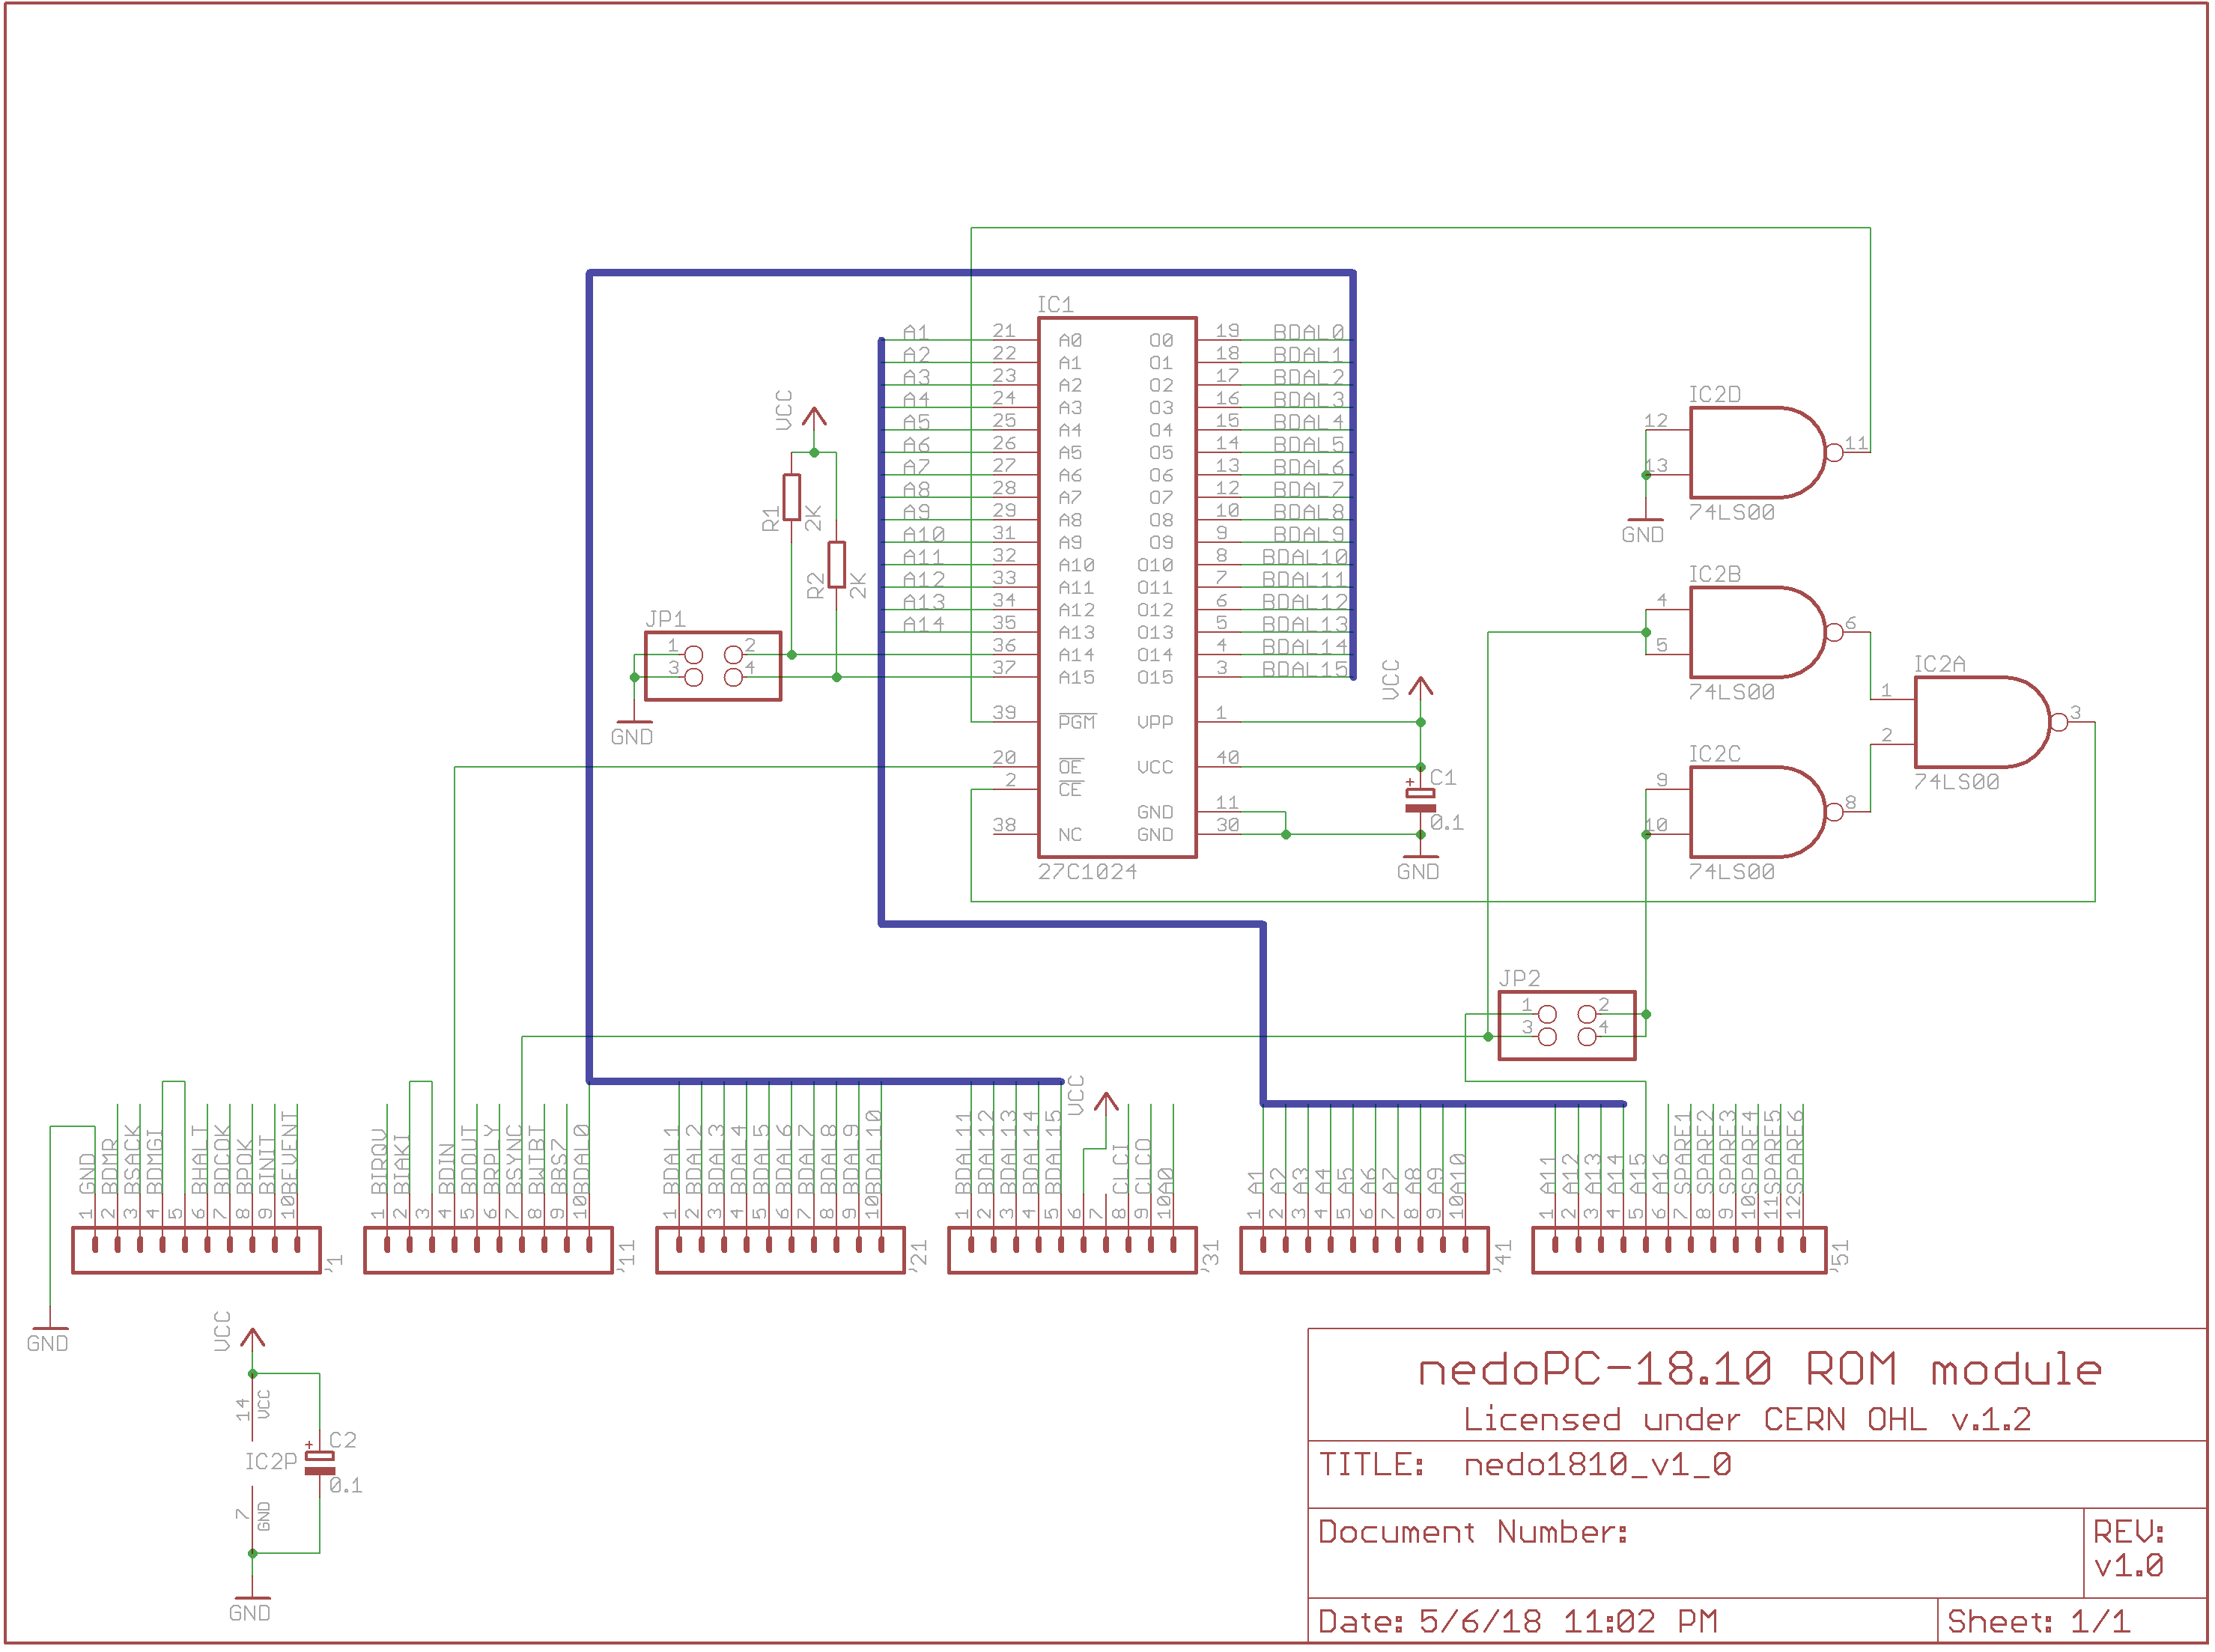 IC1
A1 21 A0 O0 19 BDAL0
A2 22 A1 O1 18 BDAL1
A3 23 A2 O2 17 BDAL2
A4 24 A3 O3 16 BDAL3
A5 25 A4 O4 15 BDAL4
A6 26 A5 O5 14 BDAL5
A7 27 A6 O6 13 BDAL6
A8 28 A7 O7 12 BDAL7
A9 29 A8 O8 10 BDAL8
A10 31 A9 O9 9 BDAL9
A11 32 A10 O10 8 BDAL10
A12 33 A11 O11 7 BDAL11
A13 34 A12 O12 6 BDAL12
A14 35 A13 O13 5 BDAL13
36 A14 O14 4 BDAL14
37 A15 O15 3 BDAL15
39 PGM VPP 1
20 OE VCC 40
2 CE
GND 11
38 NC GND 30
27C1024
VCC
R1
2K
R2
2K
JP1
1 2
3 4
GND
VCC
C1
+
0.1
GND
IC2D
12
13
11
74LS00
GND
IC2B
4
5
6
74LS00
IC2A
1
2
3
74LS00
IC2C
9
10
8
74LS00
JP2
1 2
3 4
1 GND
2 BDMR
3 BSACK
4 BDMGI
5
6 BHALT
7 BDCOK
8 BPOK
9 BINIT
10 BEVENT
J1
GND
1 BIRQV
2 BIAKI
3
4 BDIN
5 BDOUT
6 BRPLY
7 BSYNC
8 BWTBT
9 BBS7
10 BDAL0
J11
1 BDAL1
2 BDAL2
3 BDAL3
4 BDAL4
5 BDAL5
6 BDAL6
7 BDAL7
8 BDAL8
9 BDAL9
10 BDAL10
J21
VCC
1 BDAL11
2 BDAL12
3 BDAL13
4 BDAL14
5 BDAL15
6
7
8 CLCI
9 CLCO
10 A0
J31
1 A1
2 A2
3 A3
4 A4
5 A5
6 A6
7 A7
8 A8
9 A9
10 A10
J41
1 A11
2 A12
3 A13
4 A14
5 A15
6 A16
7 SPARE1
8 SPARE2
9 SPARE3
10 SPARE4
11 SPARE5
12 SPARE6
J51
VCC
14 VCC
IC2P
7 GND
C2
+
0.1
GND
nedoPC-18.10 ROM module
Licensed under CERN OHL v.1.2
TITLE: nedo1810_v1_0
Document Number:
REV:
v1.0
Date: 5/6/18 11:02 PM
Sheet: 1/1